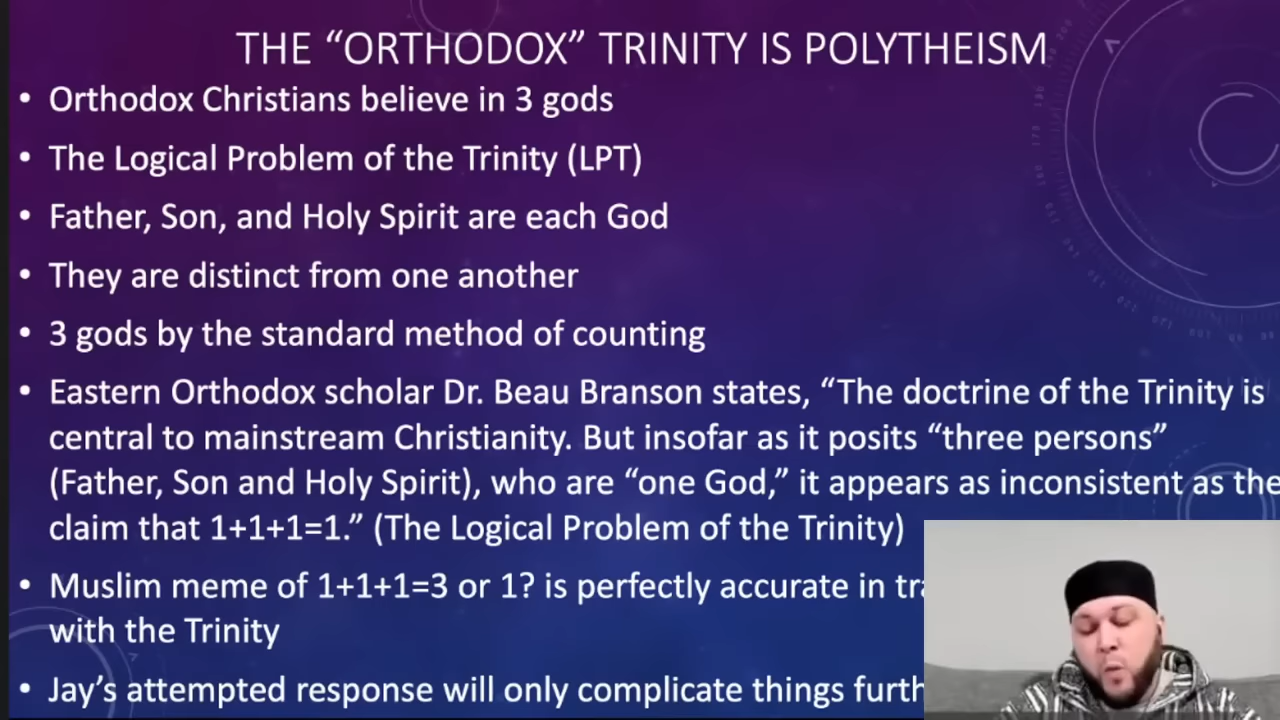 THE “ORTHODOX” TRINITY IS POLYTHEISM
• Orthodox Christians believe in 3 gods
• The Logical Problem of the Trinity (LPT)
• Father, Son, and Holy Spirit are each God
• They are distinct from one another
• 3 gods by the standard method of counting
• Eastern Orthodox scholar Dr. Beau Branson states, “The doctrine of the Trinity is
central to mainstream Christianity. But insofar as it posits “three persons”
(Father, Son and Holy Spirit), who are “one God,” it appears as inconsistent as the
claim that 1+1+1=1.” (The Logical Problem of the Trinity)
• Muslim meme of 1+1+1=3 or 1? is perfectly accurate in
with the Trinity
• Jay’s attempted response will only complicate things